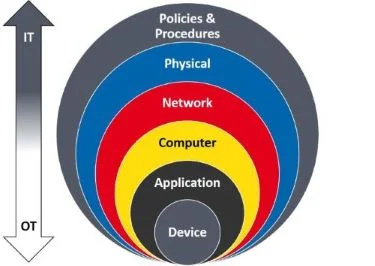 IT
Policies &
Procedures
Physical
Network
Computer
Application
Device
OT